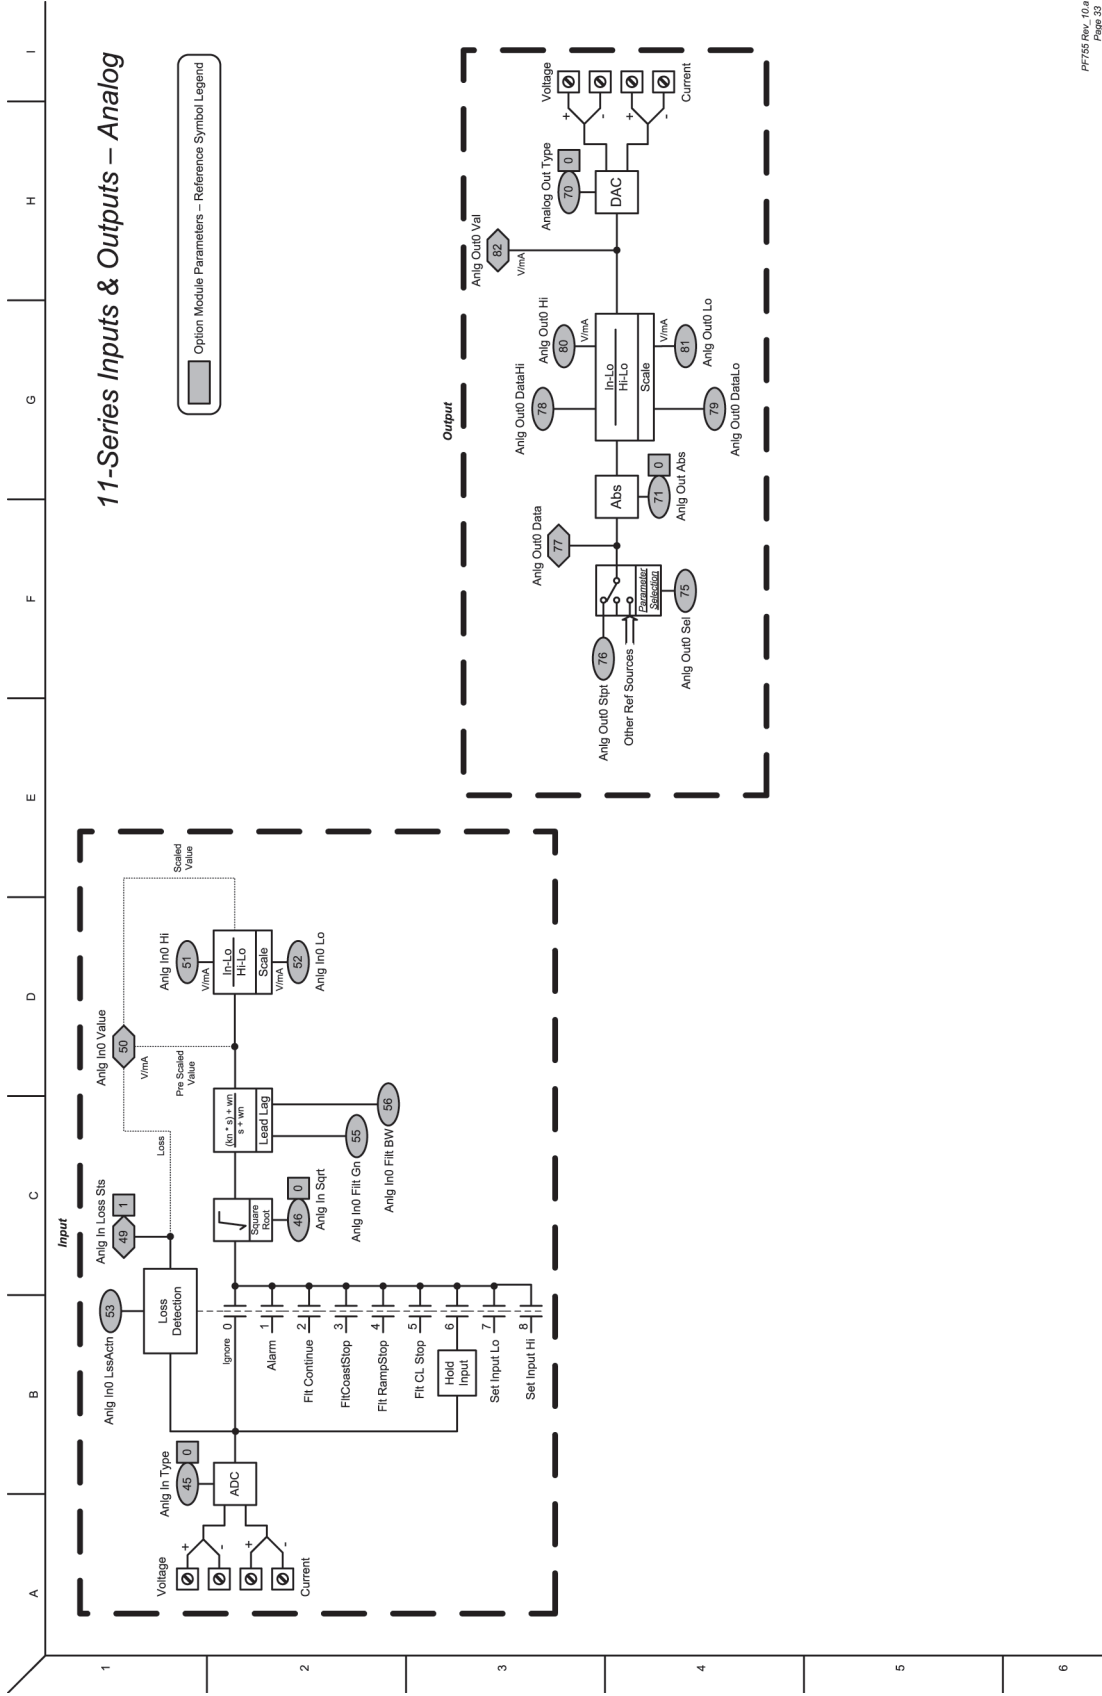 11-Series Inputs & Outputs – Analog
Option Module Parameters – Reference Symbol Legend
A
B
C
D
E
F
G
H
I
1
2
3
4
5
6
Input
Voltage
+
-
+
-
Current
Anlg In Type
45
0
ADC
Anlg In0 LssActn
53
Loss
Detection
Anlg In Loss Sts
49
1
Loss
Ignore
0
Alarm
1
Flt Continue
2
FltCoastStop
3
Flt RampStop
4
Flt CL Stop
5
Hold
Input
6
Set Input Lo
7
Set Input Hi
8
Square
Root
46
0
Anlg In Sqrt
(kn * s) + wn
s + wn
Lead Lag
55
Anlg In0 Filt Gn
56
Anlg In0 Filt BW
Anlg In0 Value
50
V/mA
Pre Scaled
Value
Scaled
Value
Anlg In0 Hi
51
V/mA
In-Lo
Hi-Lo
Scale
V/mA
52
Anlg In0 Lo
Output
Anlg Out0 Stpt
76
Other Ref Sources
Parameter
Selection
75
Anlg Out0 Sel
Anlg Out0 Data
77
Abs
71
0
Anlg Out Abs
Anlg Out0 DataHi
78
Anlg Out0 Hi
80
V/mA
In-Lo
Hi-Lo
Scale
V/mA
79
Anlg Out0 DataLo
81
Anlg Out0 Lo
Anlg Out0 Val
82
V/mA
Analog Out Type
70
0
DAC
Voltage
+
-
+
-
Current
PF755 Rev_10.a
Page 33